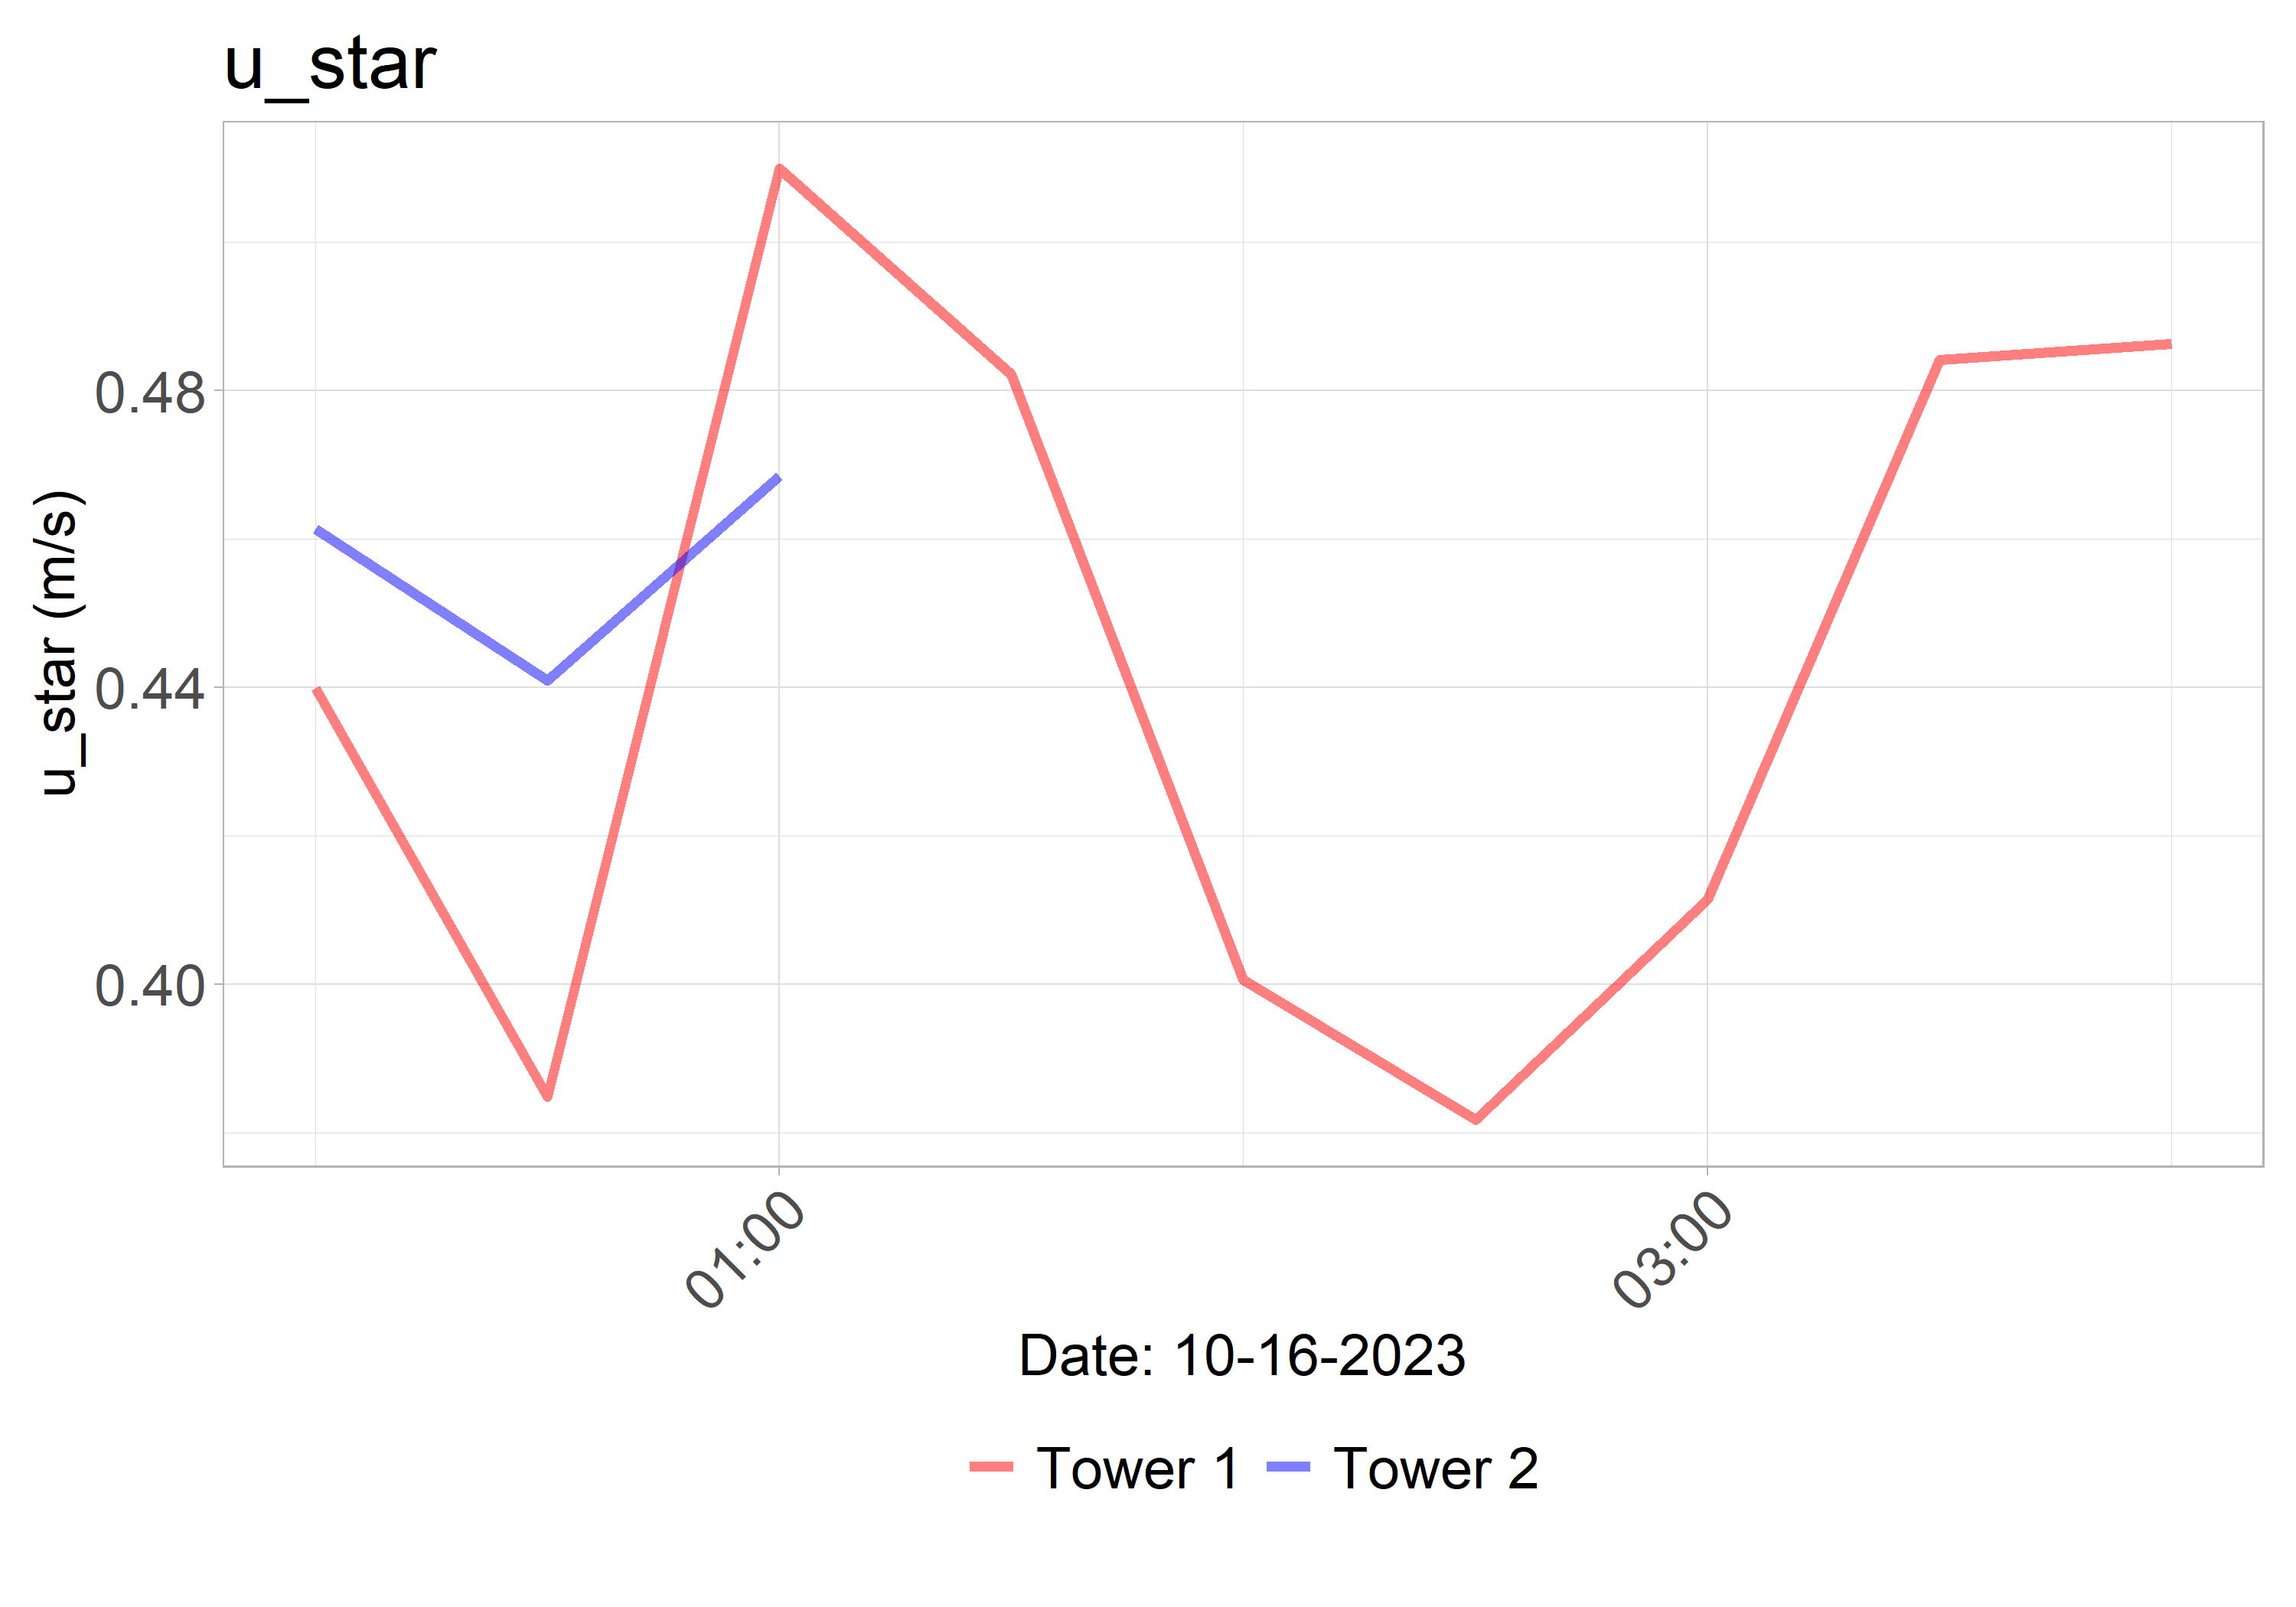 u_star
u_star (m/s)
0.48
0.44
0.40
01:00
03:00
Date: 10-16-2023
Tower 1
Tower 2